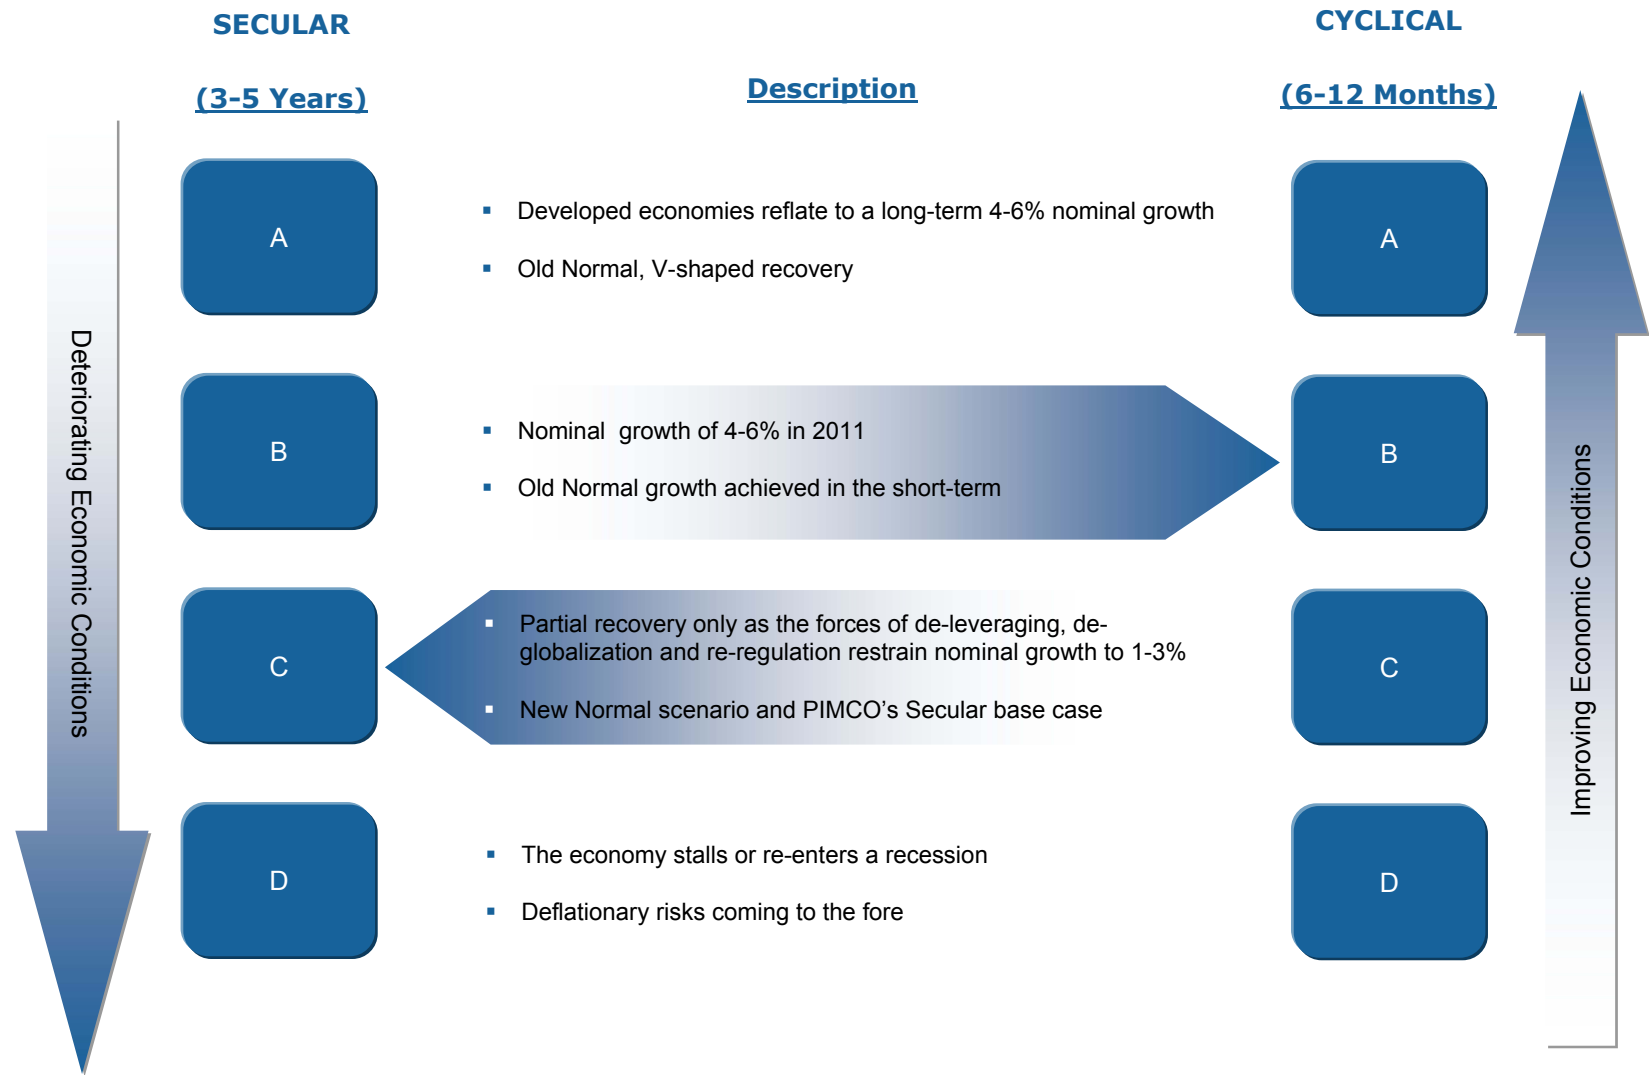 SECULAR
CYCLICAL
(3-5 Years)
Description
(6-12 Months)
Deteriorating Economic Conditions
A
▪ Developed economies reflate to a long-term 4-6% nominal growth
▪ Old Normal, V-shaped recovery
A
B
▪ Nominal growth of 4-6% in 2011
▪ Old Normal growth achieved in the short-term
B
C
▪ Partial recovery only as the forces of de-leveraging, de-
globalization and re-regulation restrain nominal growth to 1-3%
▪ New Normal scenario and PIMCO's Secular base case
C
D
▪ The economy stalls or re-enters a recession
▪ Deflationary risks coming to the fore
D
Improving Economic Conditions